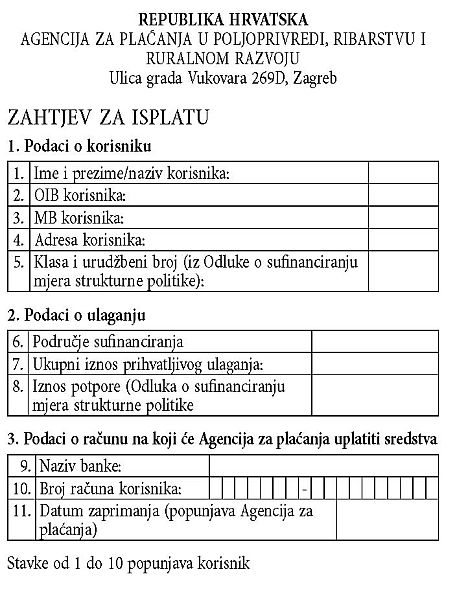 REPUBLIKA HRVATSKA
AGENCIJA ZA PLAĆANJA U POLJOPRIVREDI, RIBARSTVU I
RURALNOM RAZVOJU
Ulica grada Vukovara 269D, Zagreb
ZAHTJEV ZA ISPLATU
1. Podaci o korisniku
1. Ime i prezime/naziv korisnika:
2. OIB korisnika:
3. MB korisnika:
4. Adresa korisnika:
5. Klasa i urudžbeni broj (iz Odluke o sufinanciranju
mjera strukturne politike):
2. Podaci o ulaganju
6. Područje sufinanciranja
7. Ukupni iznos prihvatljivog ulaganja:
8. Iznos potpore (Odluka o sufinanciranju
mjera strukturne politike
3. Podaci o računu na koji će Agencija za plaćanja uplatiti sredstva
9. Naziv banke:
10. Broj računa korisnika: -
11. Datum zaprimanja (popunjava Agencija za
plaćanja)
Stavke od 1 do 10 popunjava korisnik